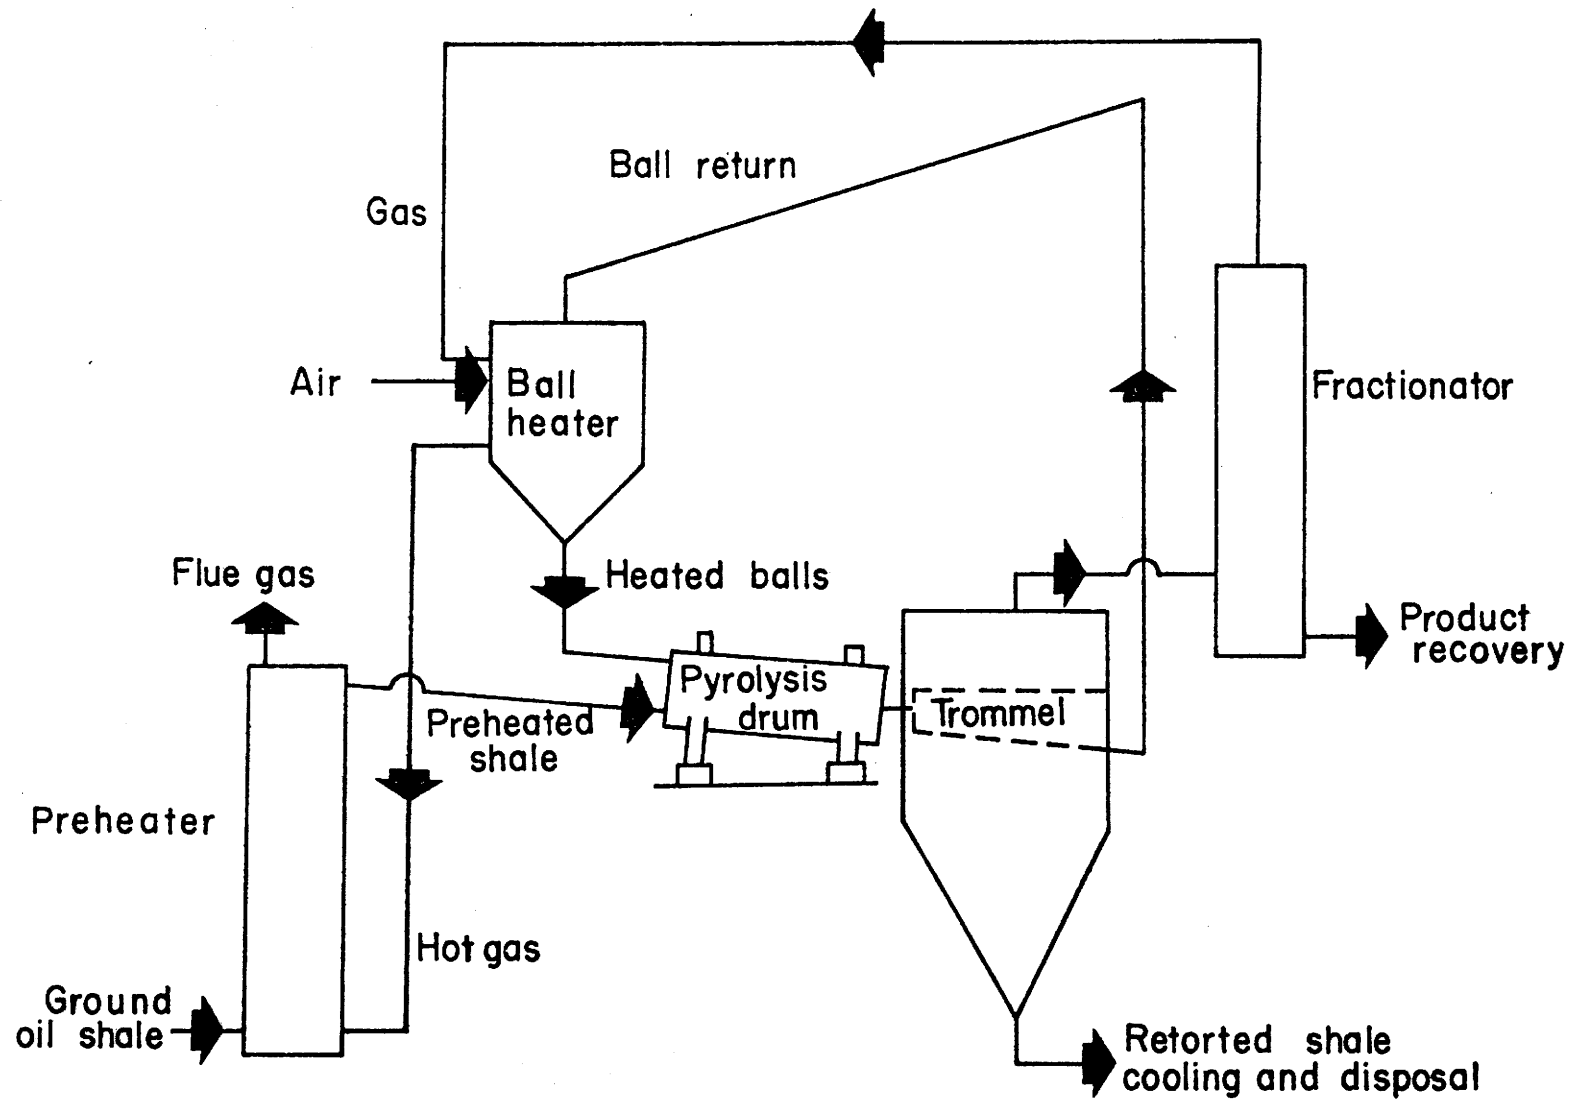 Ball return
Gas
Air
Ball
heater
Fractionator
Flue gas
Heated balls
Product
recovery
Pyrolysis
drum
Trommel
Preheated
shale
Preheater
Hot gas
Ground
oil shale
Retorted shale
cooling and disposal